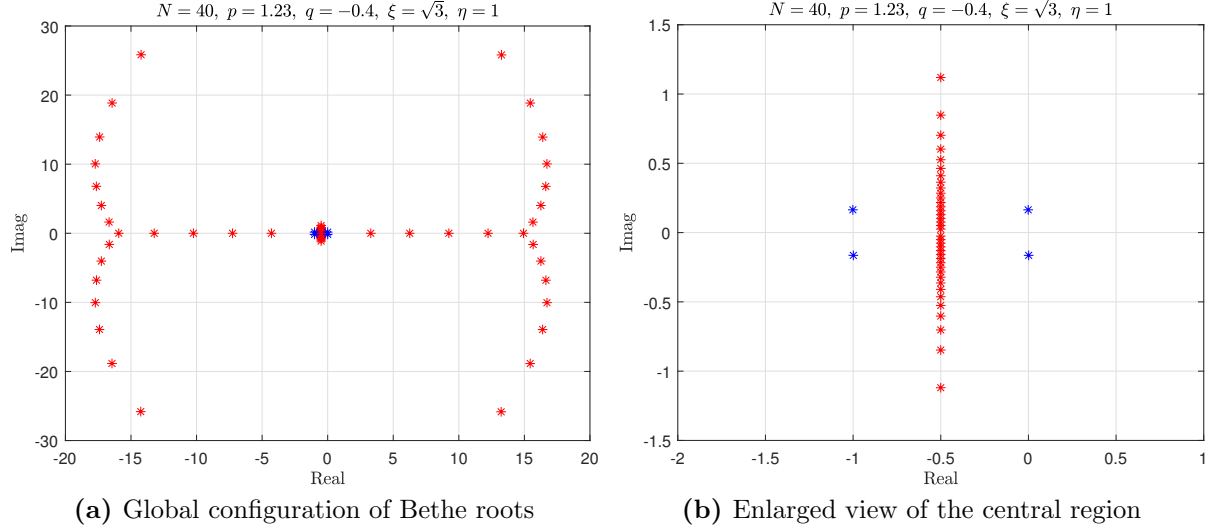 N = 40, p = 1.23, q = −0.4, ξ = √3, η = 1
30
20
10
0
-10
-20
-30
Imag
-20 -15 -10 -5 0 5 10 15 20
Real
(a) Global configuration of Bethe roots
N = 40, p = 1.23, q = −0.4, ξ = √3, η = 1
1.5
1
0.5
0
-0.5
-1
-1.5
Imag
-2 -1.5 -1 -0.5 0 0.5 1
Real
(b) Enlarged view of the central region